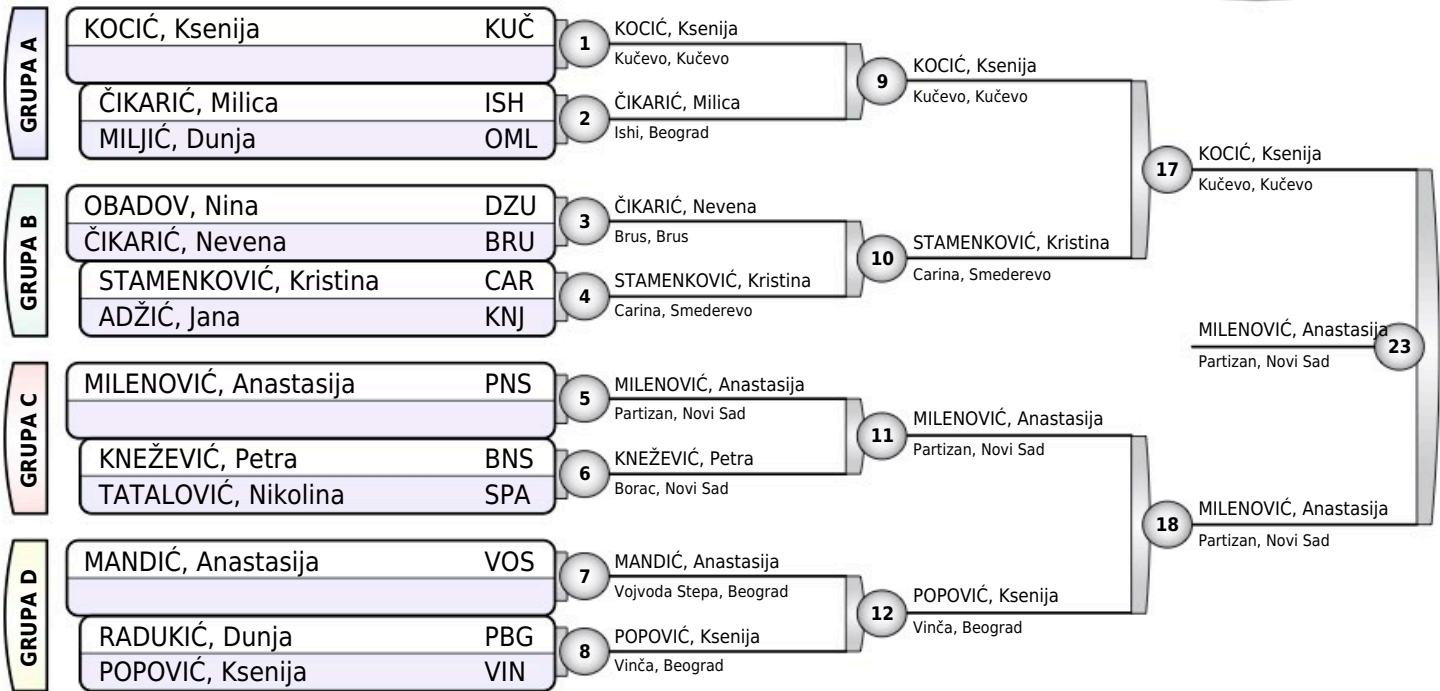 GRUPA A
KOCIĆ, Ksenija KUČ
ČIKARIĆ, Milica ISH
MILJIĆ, Dunja OML
GRUPA B
OBADOV, Nina DZU
ČIKARIĆ, Nevena BRU
STAMENKOVIĆ, Kristina CAR
ADŽIĆ, Jana KNJ
GRUPA C
MILENOVIĆ, Anastasija PNS
KNEŽEVIĆ, Petra BNS
TATALOVIĆ, Nikolina SPA
GRUPA D
MANDIĆ, Anastasija VOS
RADUKIĆ, Dunja PBG
POPOVIĆ, Ksenija VIN
1
KOCIĆ, Ksenija
Kučevo, Kučevo
2
ČIKARIĆ, Milica
Ishi, Beograd
3
ČIKARIĆ, Nevena
Brus, Brus
4
STAMENKOVIĆ, Kristina
Carina, Smederevo
5
MILENOVIĆ, Anastasija
Partizan, Novi Sad
6
KNEŽEVIĆ, Petra
Borac, Novi Sad
7
MANDIĆ, Anastasija
Vojvoda Stepa, Beograd
8
POPOVIĆ, Ksenija
Vinča, Beograd
9
KOCIĆ, Ksenija
Kučevo, Kučevo
10
STAMENKOVIĆ, Kristina
Carina, Smederevo
11
MILENOVIĆ, Anastasija
Partizan, Novi Sad
12
POPOVIĆ, Ksenija
Vinča, Beograd
17
KOCIĆ, Ksenija
Kučevo, Kučevo
18
MILENOVIĆ, Anastasija
Partizan, Novi Sad
MILENOVIĆ, Anastasija
Partizan, Novi Sad
23